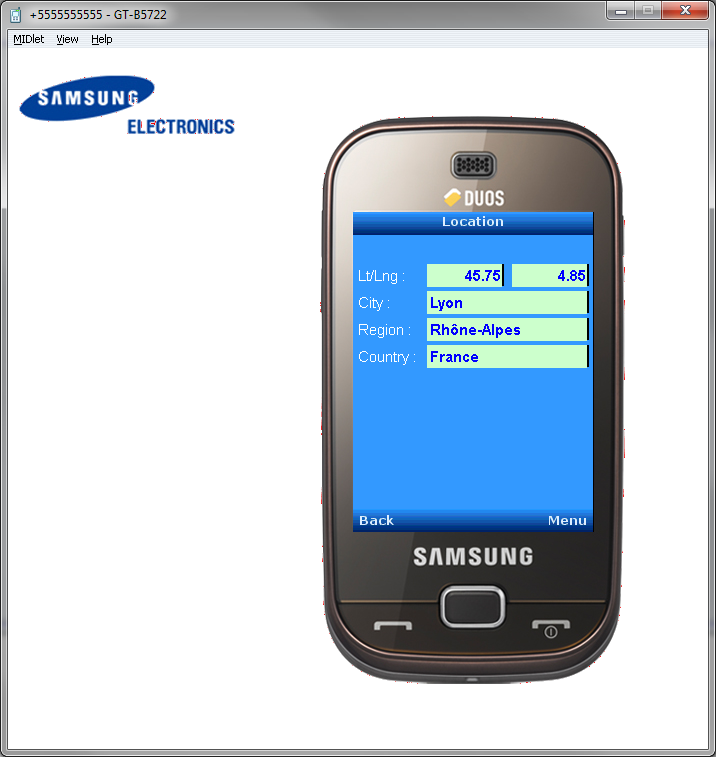 +5555555555 - GT-B5722
MIDlet View Help
SAMSUNG
ELECTRONICS
DUOS
Location
Lt/Lng : 45.75 4.85
City : Lyon
Region : Rhône-Alpes
Country : France
Back Menu
SAMSUNG